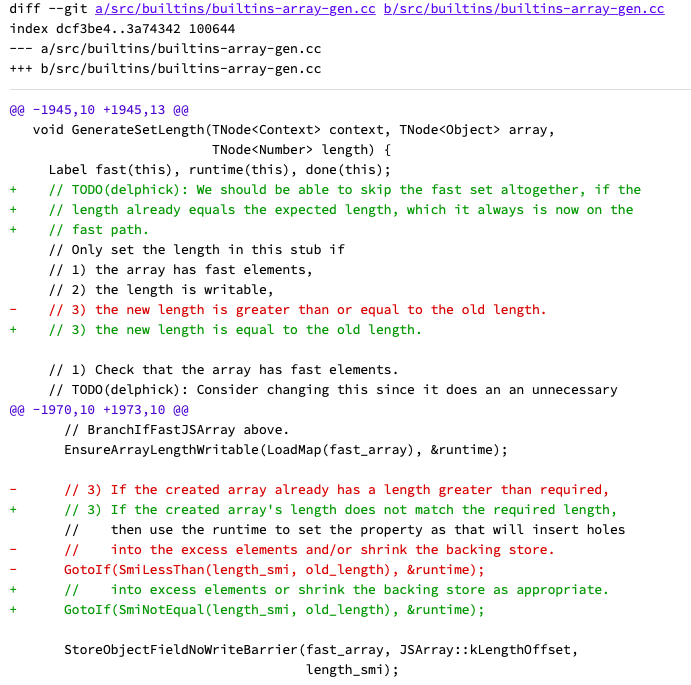 diff --git a/src/builtins/builtins-array-gen.cc b/src/builtins/builtins-array-gen.cc
index dcf3be4..3a74342 100644
--- a/src/builtins/builtins-array-gen.cc
+++ b/src/builtins/builtins-array-gen.cc
@@ -1945,10 +1945,13 @@
   void GenerateSetLength(TNode<Context> context, TNode<Object> array,
                          TNode<Number> length) {
     Label fast(this), runtime(this), done(this);
+    // TODO(delphick): We should be able to skip the fast set altogether, if the
+    // length already equals the expected length, which it always is now on the
+    // fast path.
     // Only set the length in this stub if
     // 1) the array has fast elements,
     // 2) the length is writable,
-    // 3) the new length is greater than or equal to the old length.
+    // 3) the new length is equal to the old length.
     // 1) Check that the array has fast elements.
     // TODO(delphick): Consider changing this since it does an an unnecessary
@@ -1970,10 +1973,10 @@
       // BranchIfFastJSArray above.
       EnsureArrayLengthWritable(LoadMap(fast_array), &runtime);
-      // 3) If the created array already has a length greater than required,
+      // 3) If the created array's length does not match the required length,
       //    then use the runtime to set the property as that will insert holes
-      //    into the excess elements and/or shrink the backing store.
-      GotoIf(SmiLessThan(length_smi, old_length), &runtime);
+      //    into excess elements or shrink the backing store as appropriate.
+      GotoIf(SmiNotEqual(length_smi, old_length), &runtime);
       StoreObjectFieldNoWriteBarrier(fast_array, JSArray::kLengthOffset,
                                      length_smi);